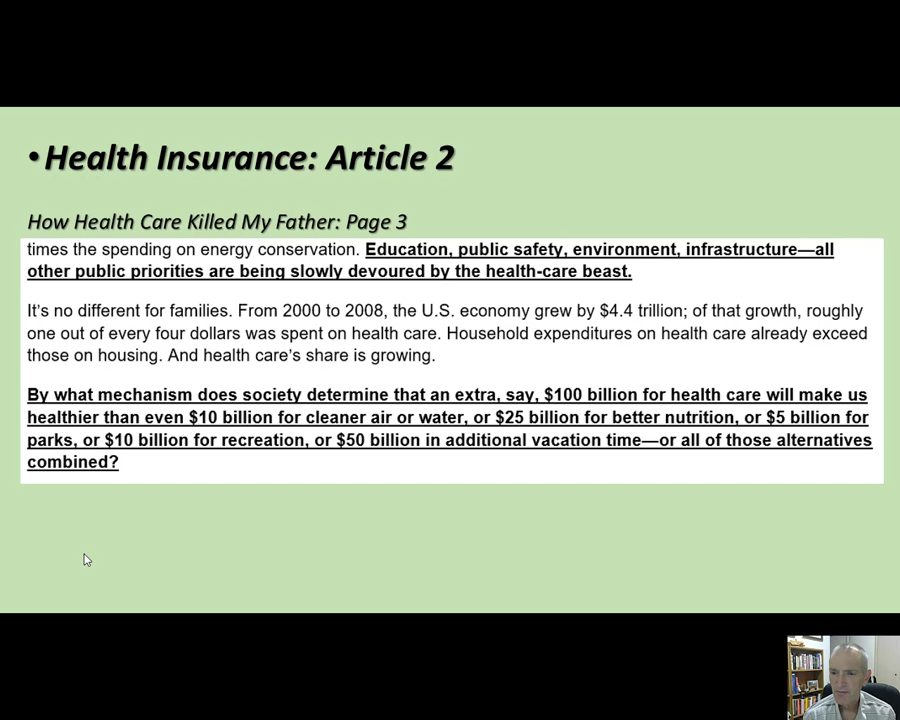 • Health Insurance: Article 2
How Health Care Killed My Father: Page 3
times the spending on energy conservation. Education, public safety, environment, infrastructure—all
other public priorities are being slowly devoured by the health-care beast.
It’s no different for families. From 2000 to 2008, the U.S. economy grew by $4.4 trillion; of that growth, roughly
one out of every four dollars was spent on health care. Household expenditures on health care already exceed
those on housing. And health care’s share is growing.
By what mechanism does society determine that an extra, say, $100 billion for health care will make us
healthier than even $10 billion for cleaner air or water, or $25 billion for better nutrition, or $5 billion for
parks, or $10 billion for recreation, or $50 billion in additional vacation time—or all of those alternatives
combined?